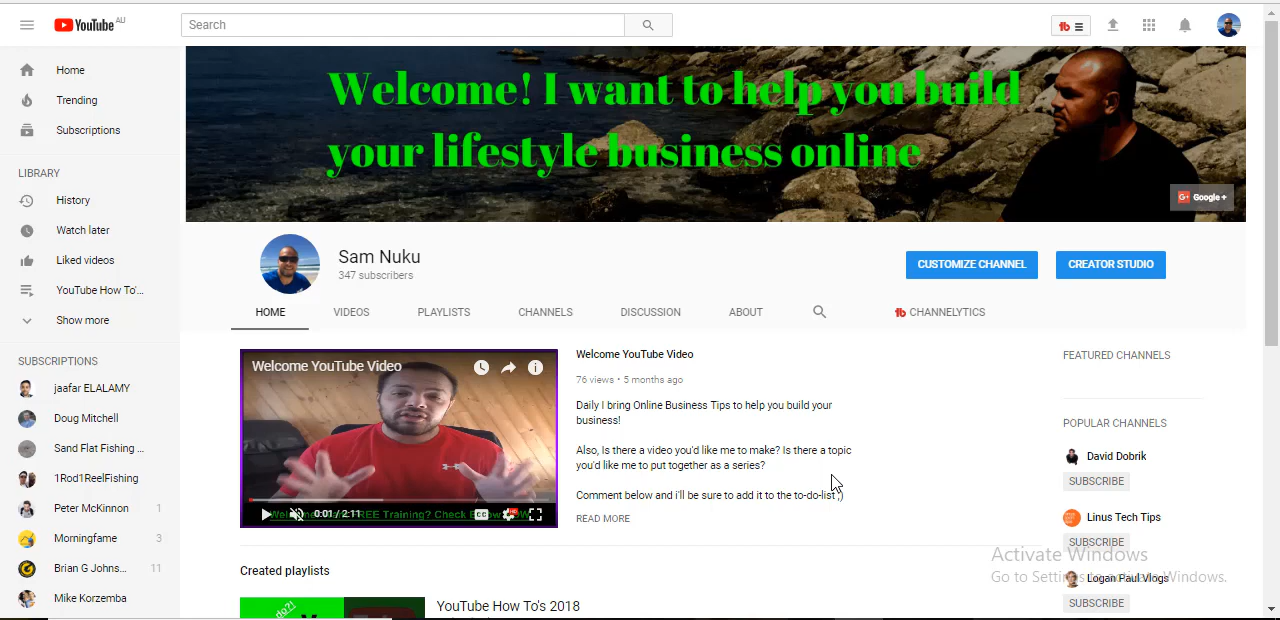 YouTube AU
Search
Home
Trending
Subscriptions
LIBRARY
History
Watch later
Liked videos
YouTube How To'...
Show more
SUBSCRIPTIONS
jaafar ELALAMY
Doug Mitchell
Sand Flat Fishing ...
1Rod1ReelFishing
Peter McKinnon 1
Morningfame 3
Brian G Johns... 11
Mike Korzemba
Welcome! I want to help you build
your lifestyle business online
G+ Google +
Sam Nuku
347 subscribers
CUSTOMIZE CHANNEL
CREATOR STUDIO
HOME
VIDEOS
PLAYLISTS
CHANNELS
DISCUSSION
ABOUT
CHANNELYTICS
Welcome YouTube Video
0:01 / 2:11
CC
HD
Welcome YouTube Video
76 views • 5 months ago
Daily I bring Online Business Tips to help you build your
business!
Also, Is there a video you'd like me to make? Is there a topic
you'd like me to put together as a series?
Comment below and i'll be sure to add it to the to-do-list ;)
READ MORE
Created playlists
do?!
YouTube How To's 2018
FEATURED CHANNELS
POPULAR CHANNELS
David Dobrik
SUBSCRIBE
Linus Tech Tips
SUBSCRIBE
Logan Paul Vlogs
SUBSCRIBE
Activate Windows
Go to Settings to activate Windows.